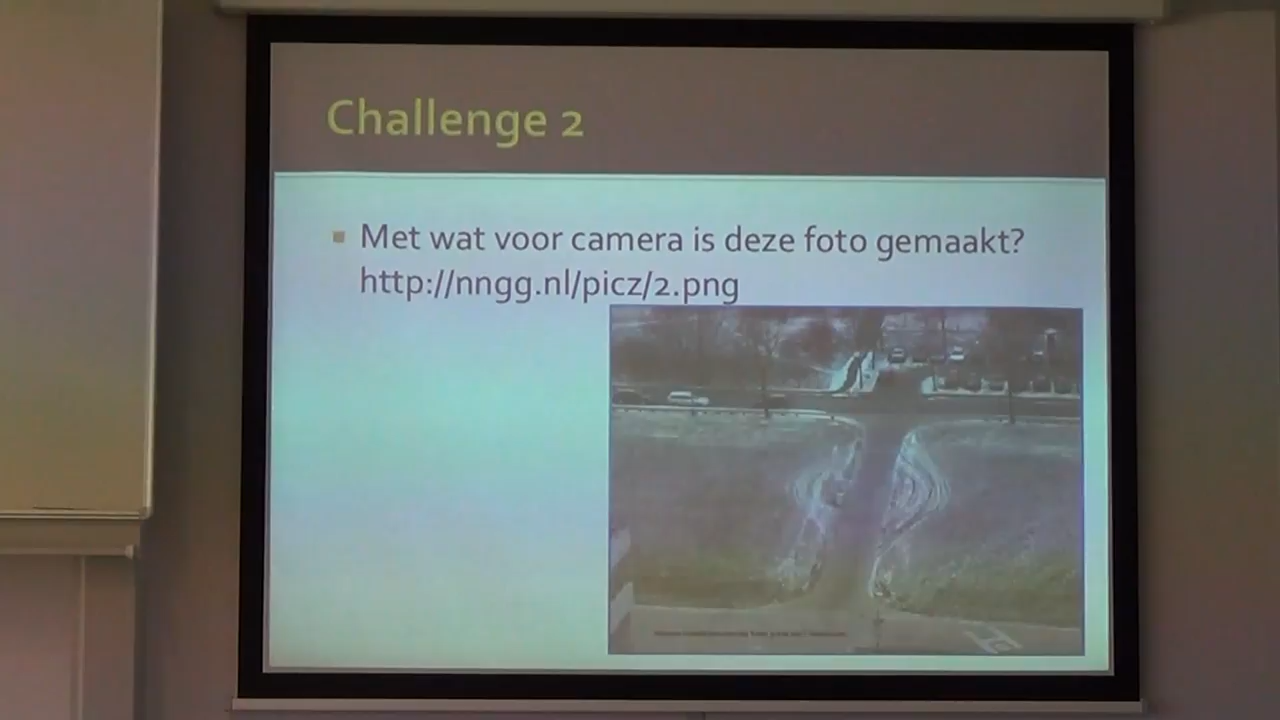 Challenge 2
Met wat voor camera is deze foto gemaakt?
http://nngg.nl/picz/2.png